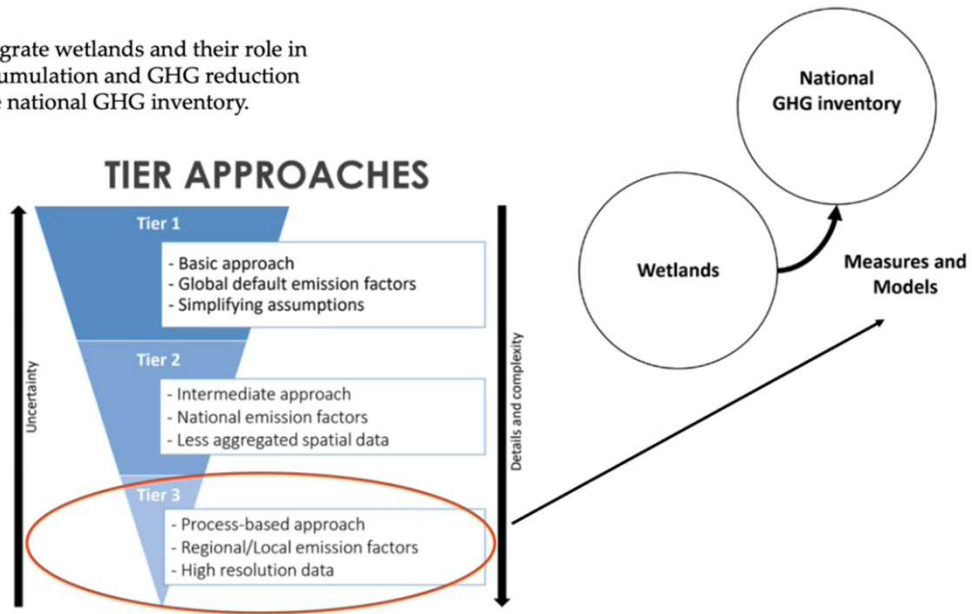 grate wetlands and their role in
umulation and GHG reduction
national GHG inventory.
TIER APPROACHES
Uncertainty
Tier 1
- Basic approach
- Global default emission factors
- Simplifying assumptions
Tier 2
- Intermediate approach
- National emission factors
- Less aggregated spatial data
Tier 3
- Process-based approach
- Regional/Local emission factors
- High resolution data
Details and complexity
National
GHG inventory
Wetlands
Measures and
Models